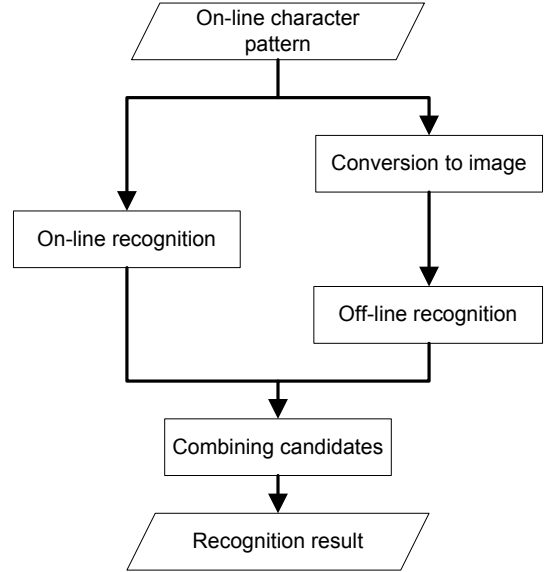 On-line character
pattern
Conversion to image
On-line recognition
Off-line recognition
Combining candidates
Recognition result